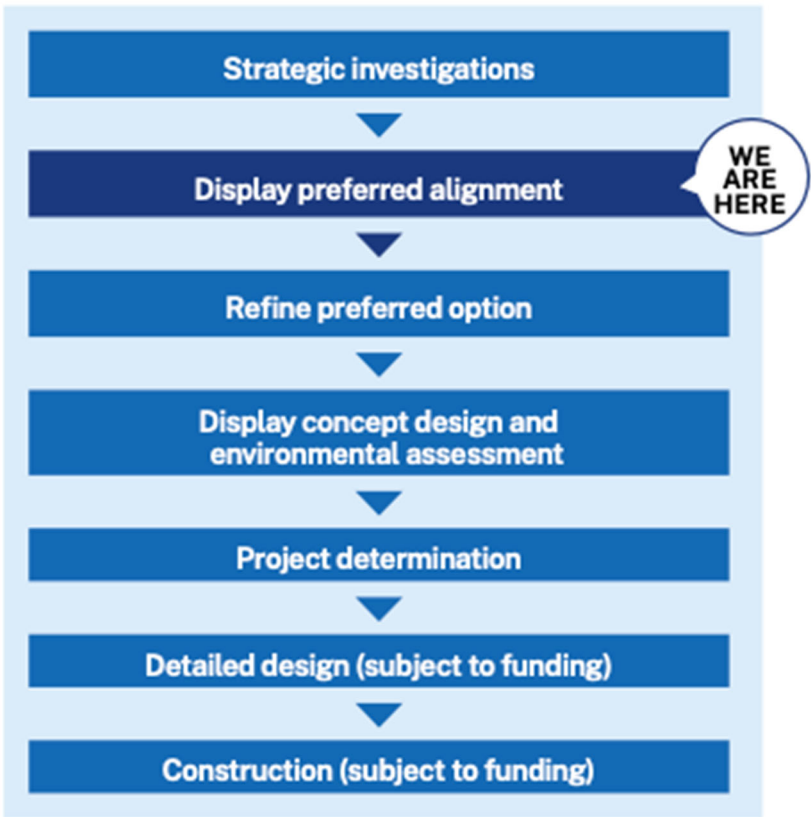 Strategic investigations
Display preferred alignment
WE
ARE
HERE
Refine preferred option
Display concept design and
environmental assessment
Project determination
Detailed design (subject to funding)
Construction (subject to funding)